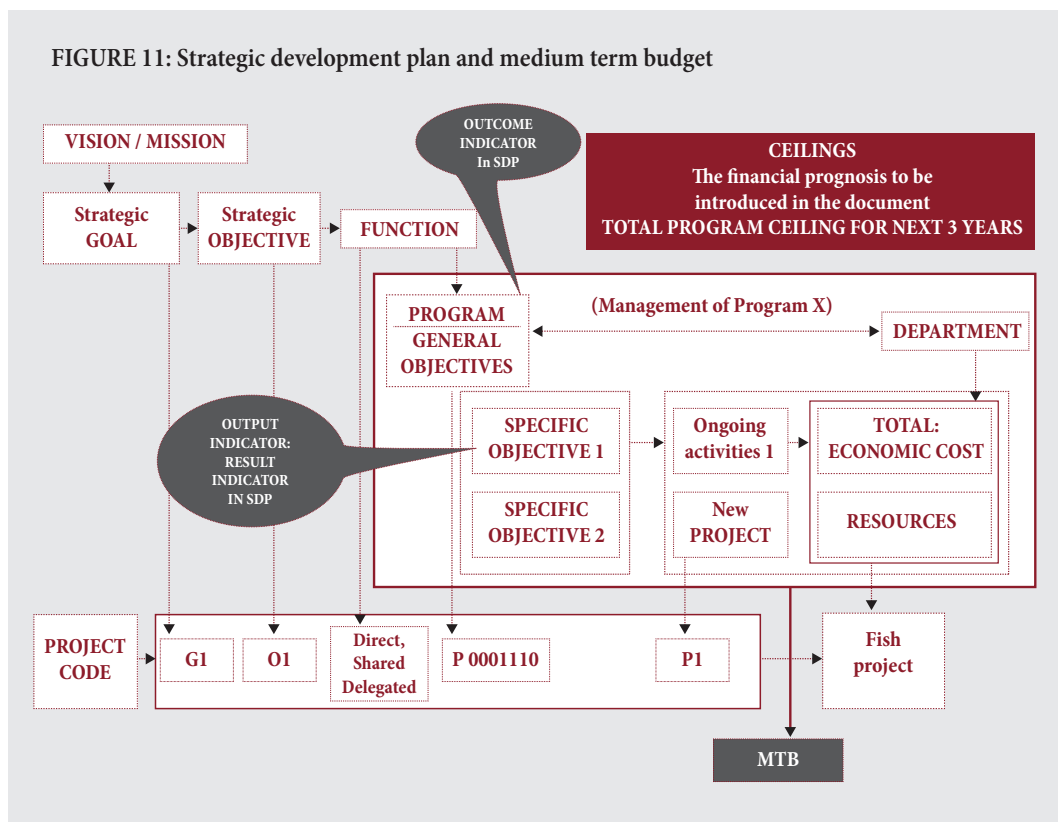 FIGURE 11: Strategic development plan and medium term budget
OUTCOME
INDICATOR
In SDP
VISION / MISSION
CEILINGS
The financial prognosis to be
introduced in the document
TOTAL PROGRAM CEILING FOR NEXT 3 YEARS
Strategic
GOAL
Strategic
OBJECTIVE
FUNCTION
PROGRAM
GENERAL
OBJECTIVES
(Management of Program X)
DEPARTMENT
OUTPUT
INDICATOR:
RESULT
INDICATOR
IN SDP
SPECIFIC
OBJECTIVE 1
Ongoing
activities 1
TOTAL:
ECONOMIC COST
SPECIFIC
OBJECTIVE 2
New
PROJECT
RESOURCES
PROJECT
CODE
G1
O1
Direct,
Shared
Delegated
P 0001110
P1
Fish
project
MTB